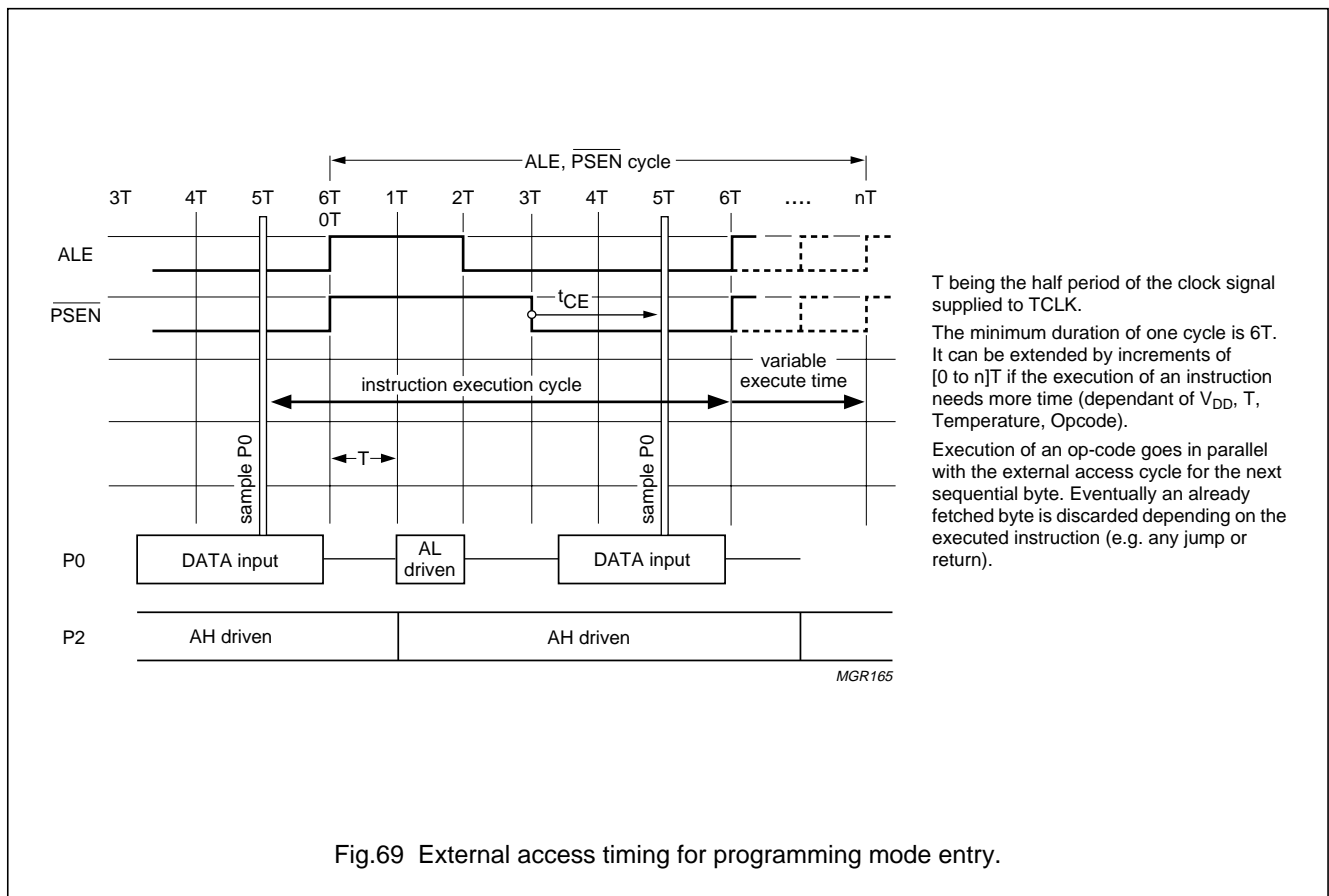 ALE, PSEN cycle
3T 4T 5T 6T 1T 2T 3T 4T 5T 6T .... nT
0T
ALE
PSEN
tCE
T being the half period of the clock signal
supplied to TCLK.
The minimum duration of one cycle is 6T.
It can be extended by increments of
[0 to n]T if the execution of an instruction
needs more time (dependant of VDD, T,
Temperature, Opcode).
Execution of an op-code goes in parallel
with the external access cycle for the next
sequential byte. Eventually an already
fetched byte is discarded depending on the
executed instruction (e.g. any jump or
return).
instruction execution cycle
variable
execute time
sample P0
T
sample P0
P0
DATA input
AL
driven
DATA input
P2
AH driven
AH driven
MGR165
Fig.69 External access timing for programming mode entry.